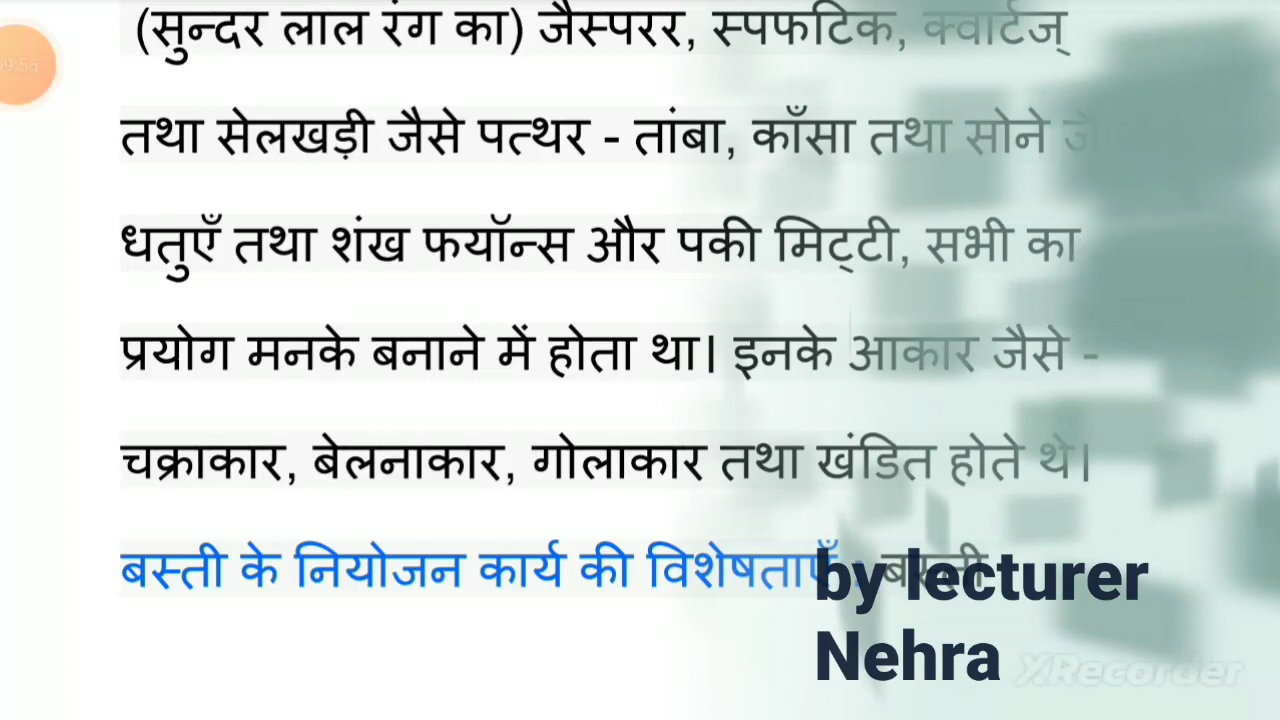 (सुन्दर लाल रंग का) जैस्परर, स्पफटिक, क्वार्टज्
तथा सेलखड़ी जैसे पत्थर - तांबा, काँसा तथा सोने
धतुएँ तथा शंख फयॉन्स और पकी मिट्टी, सभी का
प्रयोग मनके बनाने में होता था। इनके आकार जैसे -
चक्राकार, बेलनाकार, गोलाकार तथा खंडित होते थे।
बस्ती के नियोजन कार्य की विशेषताएँ : बस्ती
by lecturer
Nehra
XRecorder